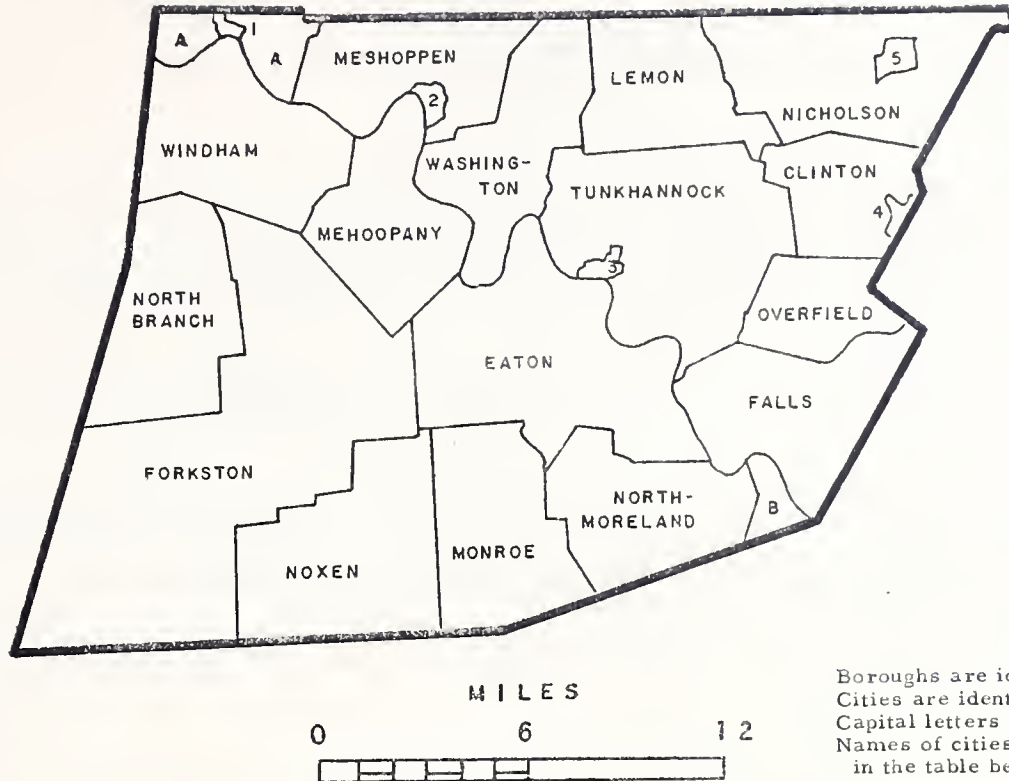 A
1
A
MESHOPPEN
LEMON
5
2
NICHOLSON
WINDHAM
WASHING-
TON
TUNKHANNOCK
CLINTON
4
MEHOOPANY
3
NORTH
BRANCH
OVERFIELD
EATON
FALLS
FORKSTON
NORTH-
MORELAND
B
NOXEN
MONROE
MILES
0 6 12
Boroughs are
Cities are
Capital letters
Names of cities
in the table